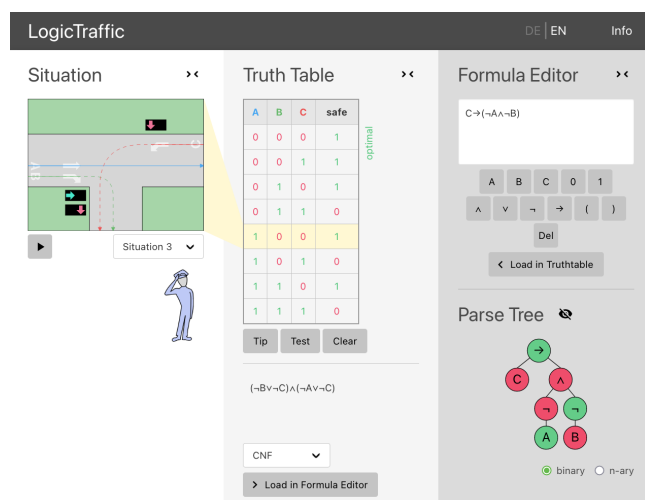 LogicTraffic
DE | EN
Info
Situation
C
A B
Situation 3
Truth Table
A B C safe
0 0 0 1
0 0 1 1
0 1 0 1
0 1 1 0
1 0 0 1
1 0 1 0
1 1 0 1
1 1 1 0
optimal
Tip
Test
Clear
(¬B∨¬C)∧(¬A∨¬C)
CNF
Load in Formula Editor
Formula Editor
C→(¬A∧¬B)
A B C 0 1
∧ ∨ ¬ → ( )
Del
Load in Truthtable
Parse Tree
→
C ∧
¬ ¬
A B
binary
n-ary